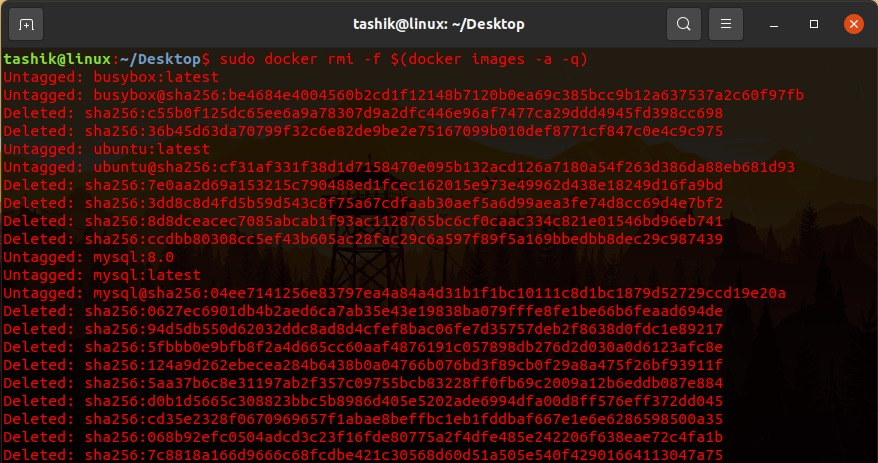 tashik@linux: ~/Desktop
tashik@linux:~/Desktop$ sudo docker rmi -f $(docker images -a -q)
Untagged: busybox:latest
Untagged: busybox@sha256:be4684e4004560b2cd1f12148b7120b0ea69c385bcc9b12a637537a2c60f97fb
Deleted: sha256:c55b0f125dc65ee6a9a78307d9a2dfc446e96af7477ca29ddd4945fd398cc698
Deleted: sha256:36b45d63da70799f32c6e82de9be2e75167099b010def8771cf847c0e4c9c975
Untagged: ubuntu:latest
Untagged: ubuntu@sha256:cf31af331f38d1d7158470e095b132acd126a7180a54f263d386da88eb681d93
Deleted: sha256:7e0aa2d69a153215c790488ed1fcec162015e973e49962d438e18249d16fa9bd
Deleted: sha256:3dd8c8d4fd5b59d543c8f75a67cdfaab30aef5a6d99aea3fe74d8cc69d4e7bf2
Deleted: sha256:8d8dceacec7085abcab1f93ac1128765bc6cf0caac334c821e01546bd96eb741
Deleted: sha256:ccdbb80308cc5ef43b605ac28fac29c6a597f89f5a169bbedbb8dec29c987439
Untagged: mysql:8.0
Untagged: mysql:latest
Untagged: mysql@sha256:04ee7141256e83797ea4a84a4d31b1f1bc10111c8d1bc1879d52729ccd19e20a
Deleted: sha256:0627ec6901db4b2aed6ca7ab35e43e19838ba079fffe8fe1be66b6feaad694de
Deleted: sha256:94d5db550d62032ddc8ad8d4cfef8bac06fe7d35757deb2f8638d0fdc1e89217
Deleted: sha256:5fbbb0e9bfb8f2a4d665cc60aaf4876191c057898db276d2d030a0d6123afc8e
Deleted: sha256:124a9d262ebecea284b6438b0a04766b076bd3f89cb0f29a8a475f26bf93911f
Deleted: sha256:5aa37b6c8e31197ab2f357c09755bcb83228ff0fb69c2009a12b6eddb087e884
Deleted: sha256:d0b1d5665c308823bbc5b8986d405e5202ade6994dfa00d8ff576eff372dd045
Deleted: sha256:cd35e2328f0670969657f1abae8beffbc1eb1fddbaf667e1e6e6286598500a35
Deleted: sha256:068b92efc0504adcd3c23f16fde80775a2f4dfe485e242206f638eae72c4fa1b
Deleted: sha256:7c8818a166d9666c68fcdbe421c30568d60d51a505e540f42901664113047a75